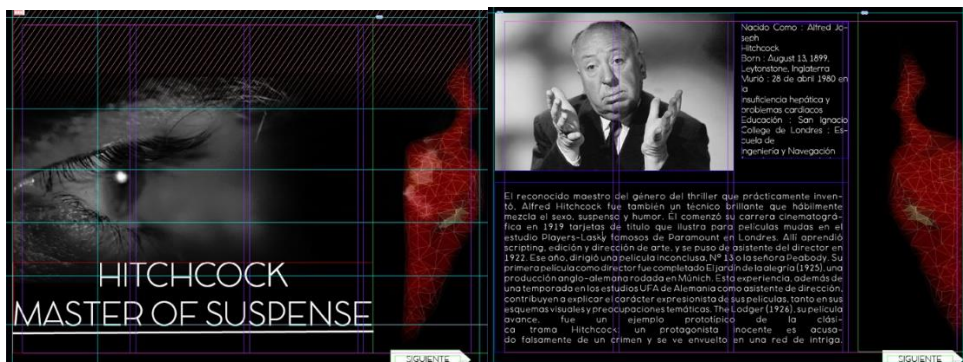 HITCHCOCK
MASTER OF SUSPENSE
SIGUIENTE
Nacido Como : Alfred Jo-
seph
Hitchcock
Born : August 13, 1899,
Leytonstone, Inglaterra
Murió : 28 de abril 1980 en
la
Insuficiencia hepática y
problemas cardíacos
Educación : San Ignacio
College de Londres : Es-
cuela de
Ingeniería y Navegación
El reconocido maestro del género del thriller que prácticamente inven-
tó, Alfred Hitchcock fue también un técnico brillante que hábilmente
mezcla el sexo, suspenso y humor. Él comenzó su carrera cinematográ-
fica en 1919 tarjetas de título que ilustra para películas mudas en el
estudio Players-Lasky famosos de Paramount en Londres. Allí aprendió
scripting, edición y dirección de arte, y se puso de asistente del director en
1922. Ese año, dirigió una película inconclusa, Nº 13 o la señora Peabody. Su
primera película como director fue completado El jardín de la alegría (1925), una
producción anglo-alemana rodada en Múnich. Esta experiencia, además de
una temporada en los estudios UFA de Alemania como asistente de dirección,
contribuyen a explicar el carácter expresionista de sus películas, tanto en sus
esquemas visuales y preocupaciones temáticas. The Lodger (1926), su película
avance, fue un ejemplo prototípico de la clási-
ca trama Hitchcock: un protagonista inocente es acusa-
do falsamente de un crimen y se ve envuelto en una red de intriga.
SIGUIENTE